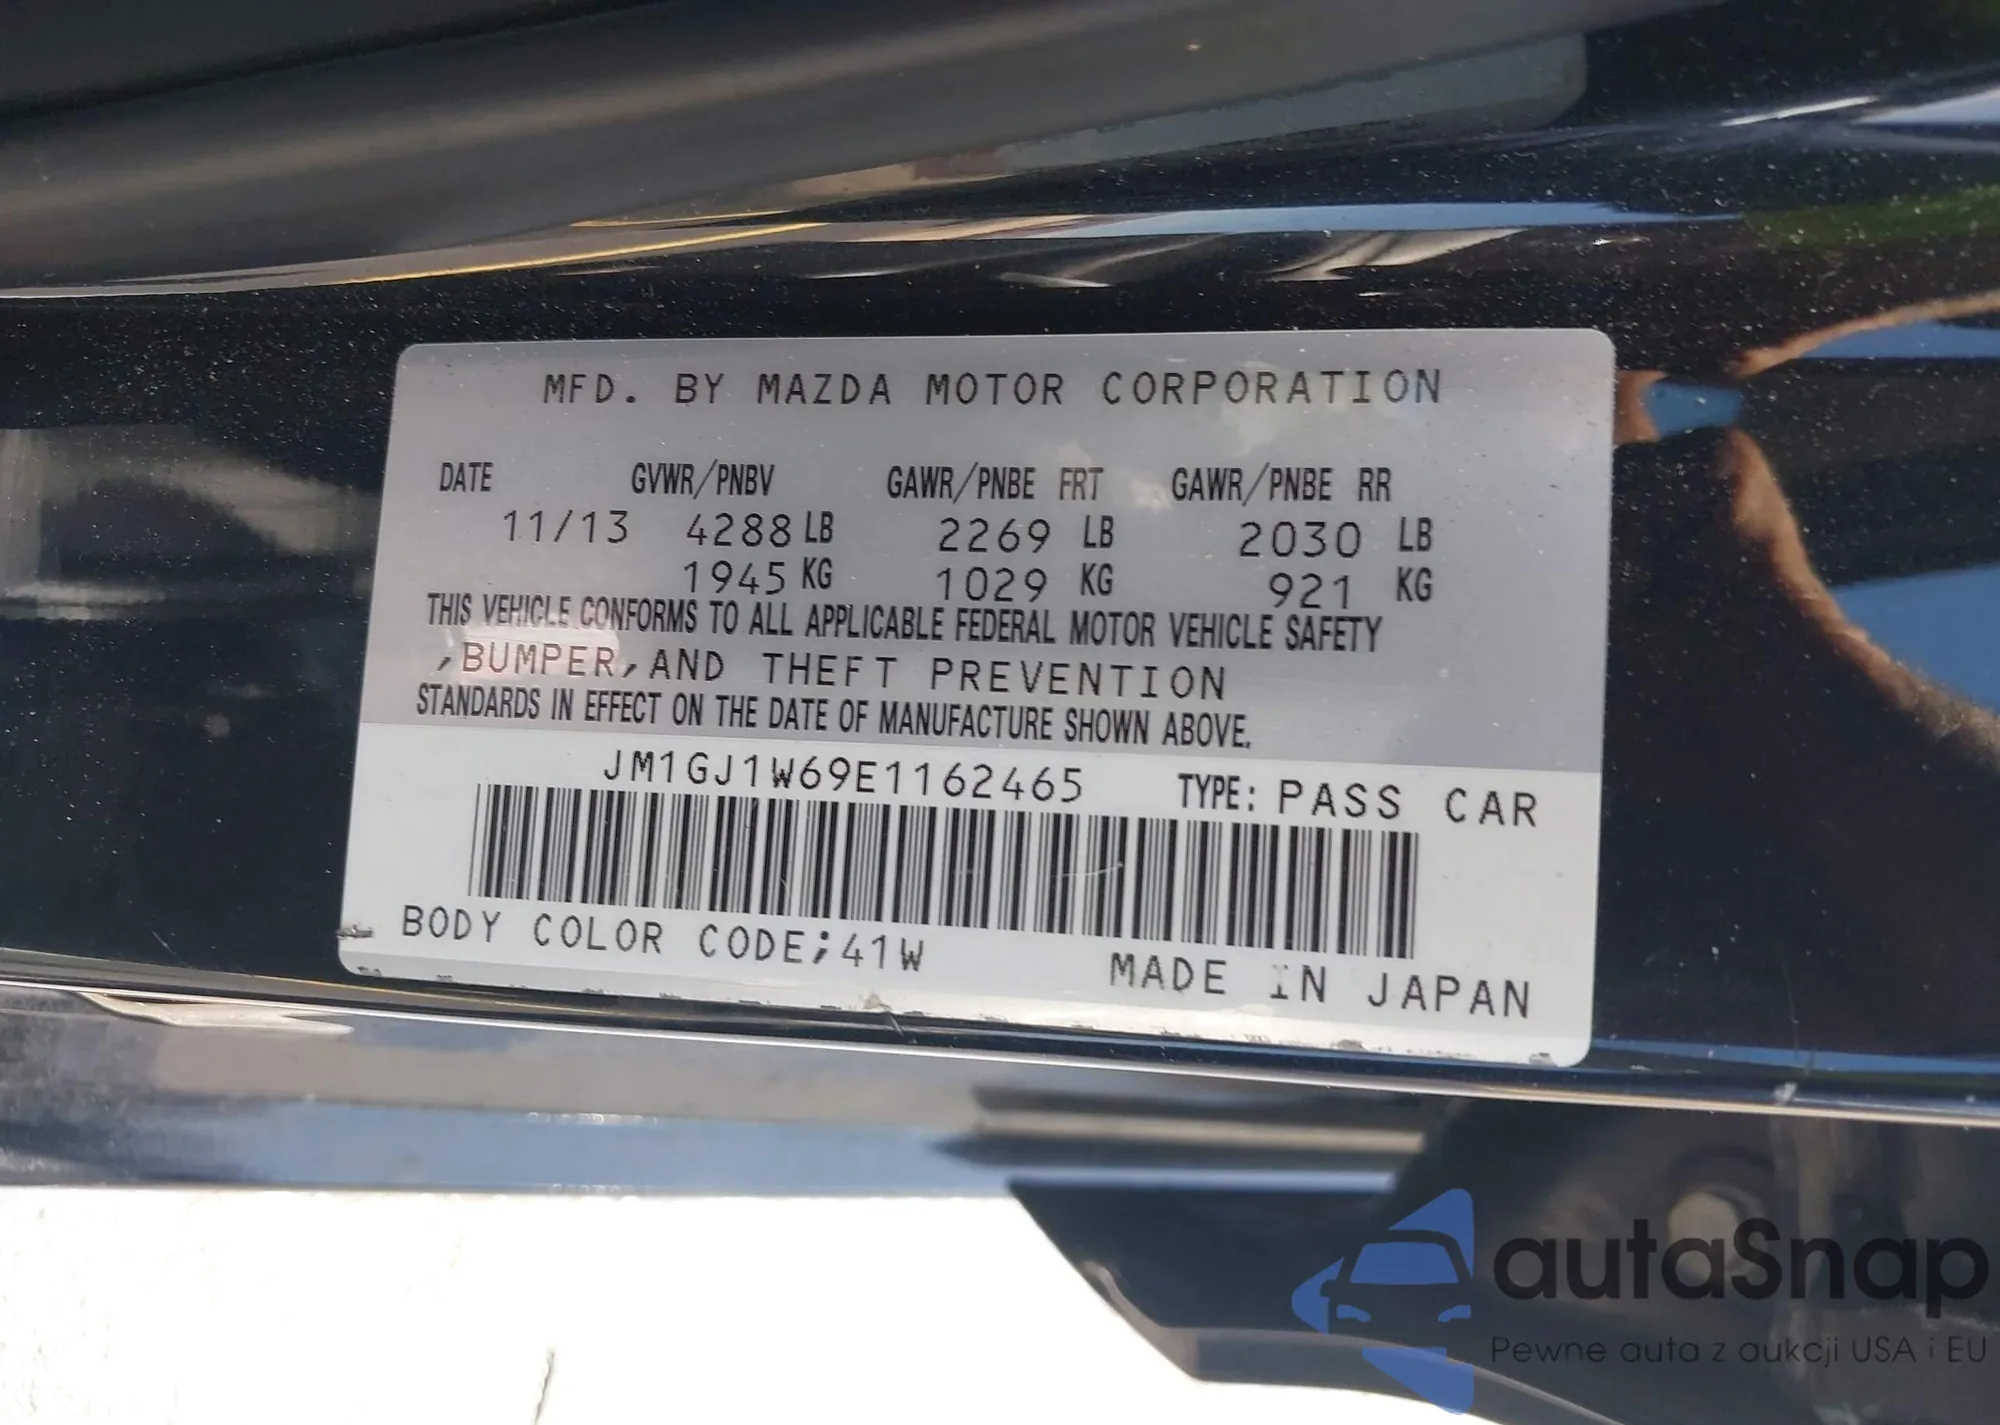 MFD. BY MAZDA MOTOR CORPORATION
DATE GVWR/PNBV GAWR/PNBE FRT GAWR/PNBE RR
11/13 4288 LB 2269 LB 2030 LB
1945 KG 1029 KG 921 KG
THIS VEHICLE CONFORMS TO ALL APPLICABLE FEDERAL MOTOR VEHICLE SAFETY
,BUMPER,AND THEFT PREVENTION
STANDARDS IN EFFECT ON THE DATE OF MANUFACTURE SHOWN ABOVE.
JM1GJ1W69E1162465 TYPE: PASS CAR
BODY COLOR CODE;41W MADE IN JAPAN
autaSnap
Pewne auta z aukcji USA i EU